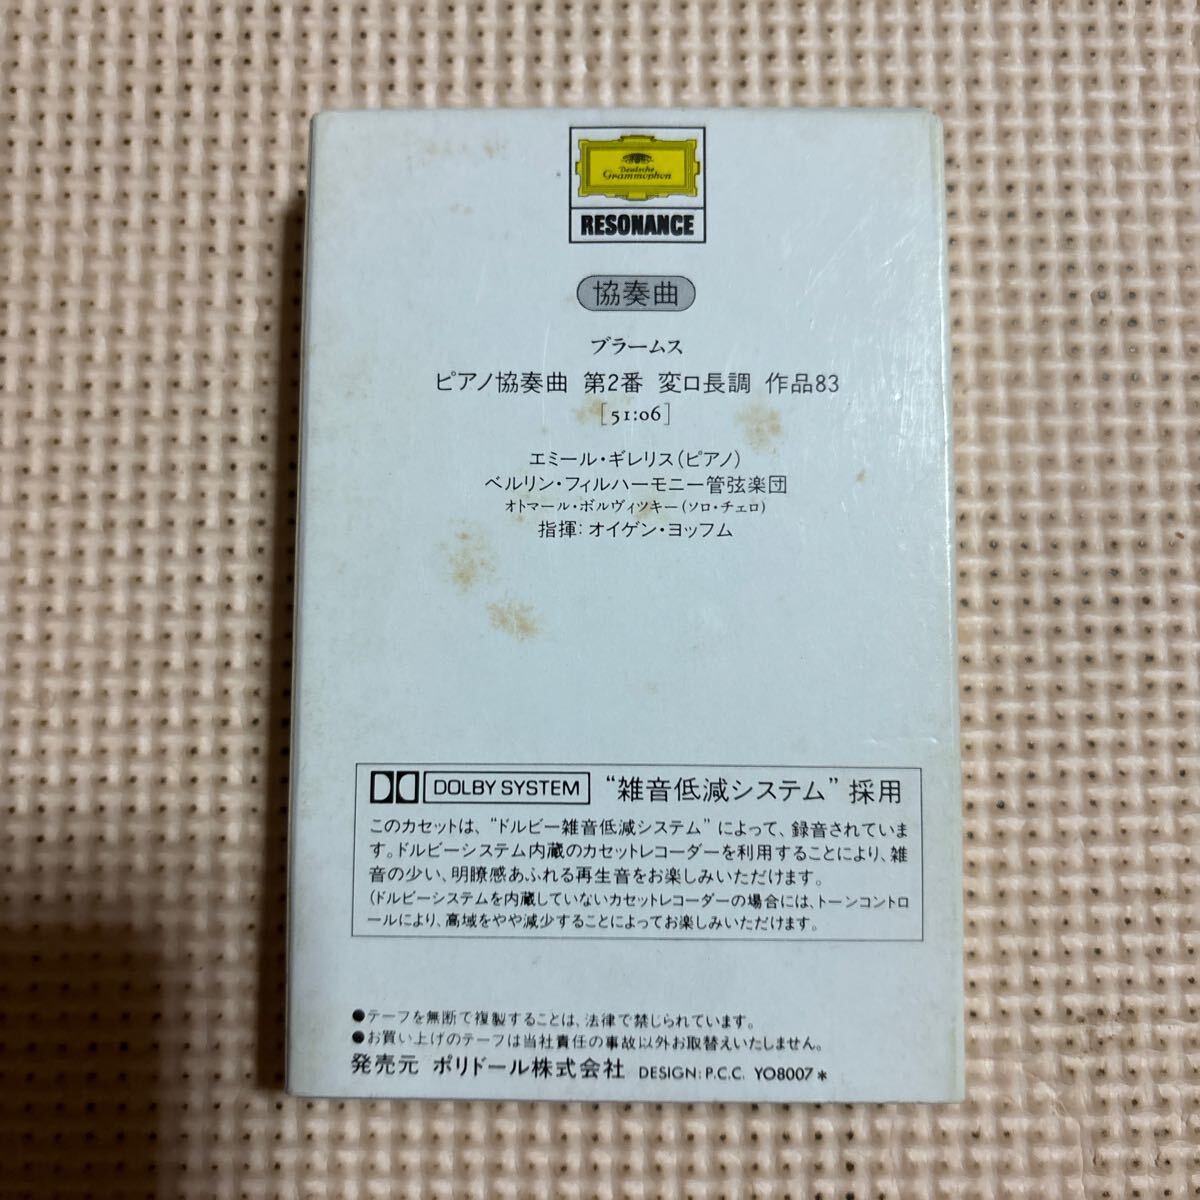 Deutsche
Grammophon
RESONANCE
協奏曲
ブラームス
ピアノ協奏曲 第2番 変ロ長調 作品83
[51:06]
エミール・ギレリス(ピアノ)
ベルリン・フィルハーモニー管弦楽団
オトマール・ボルヴィツキー(ソロ・チェロ)
指揮:オイゲン・ヨッフム
DOLBY SYSTEM “雑音低減システム” 採用
このカセットは、“ドルビー雑音低減システム”によって、録音されていま
す。ドルビーシステム内蔵のカセットレコーダーを利用することにより、雑
音の少い、明瞭感あふれる再生音をお楽しみいただけます。
(ドルビーシステムを内蔵していないカセットレコーダーの場合には、トーンコントロ
ールにより、高域をやや減少することによってお楽しみいただけます。
●テープを無断で複製することは、法律で禁じられています。
●お買い上げのテープは当社責任の事故以外お取替えいたしません。
発売元 ポリドール株式会社 DESIGN: P.C.C. YO8007*